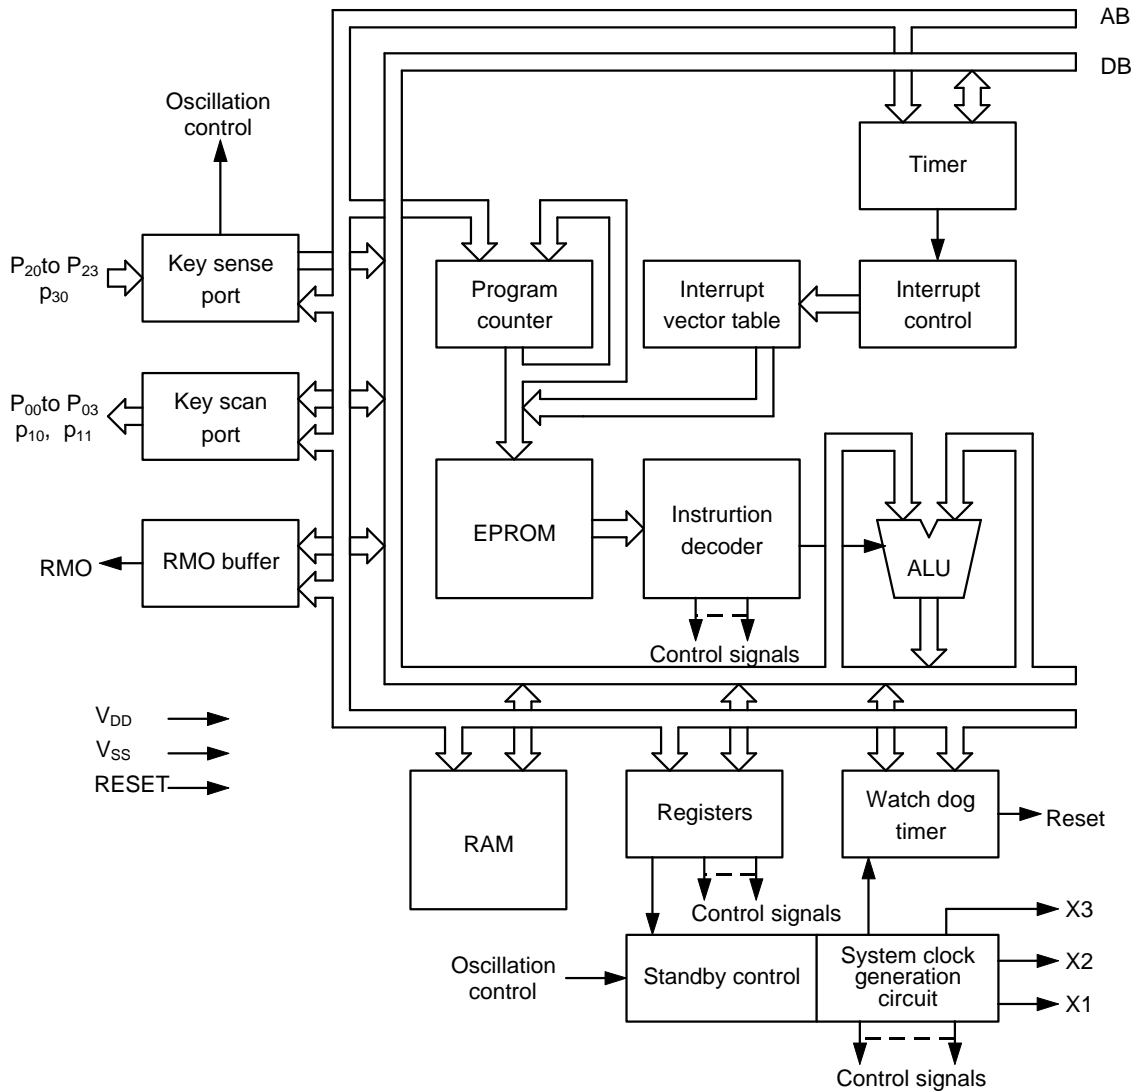 AB
DB
Oscillation
control
Timer
P20to P23
p30
Key sense
port
Program
counter
Interrupt
vector table
Interrupt
control
P00to P03
p10, p11
Key scan
port
EPROM
Instrurtion
decoder
ALU
RMO
RMO buffer
Control signals
VDD
VSS
RESET
RAM
Registers
Watch dog
timer
Reset
Control signals
X3
Oscillation
control
Standby control
System clock
generation
circuit
X2
X1
Control signals